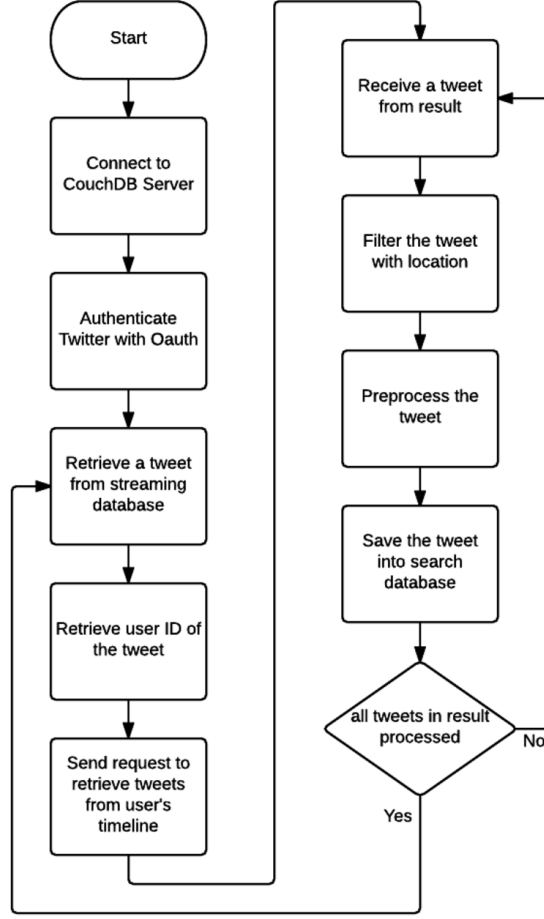 Start
Connect to
CouchDB Server
Authenticate
Twitter with Oauth
Retrieve a tweet
from streaming
database
Retrieve user ID of
the tweet
Send request to
retrieve tweets
from user's
timeline
Receive a tweet
from result
Filter the tweet
with location
Preprocess the
tweet
Save the tweet
into search
database
all tweets in result
processed
No
Yes